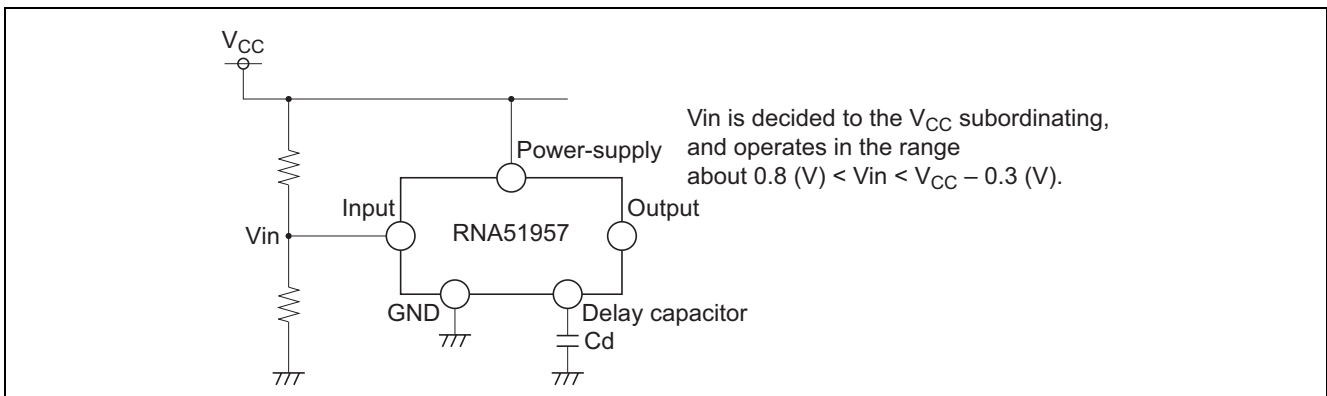 VCC
Vin is decided to the VCC subordinating,
and operates in the range
about 0.8 (V) < Vin < VCC – 0.3 (V).
Power-supply
Input
Output
Vin
RNA51957
GND
Delay capacitor
Cd